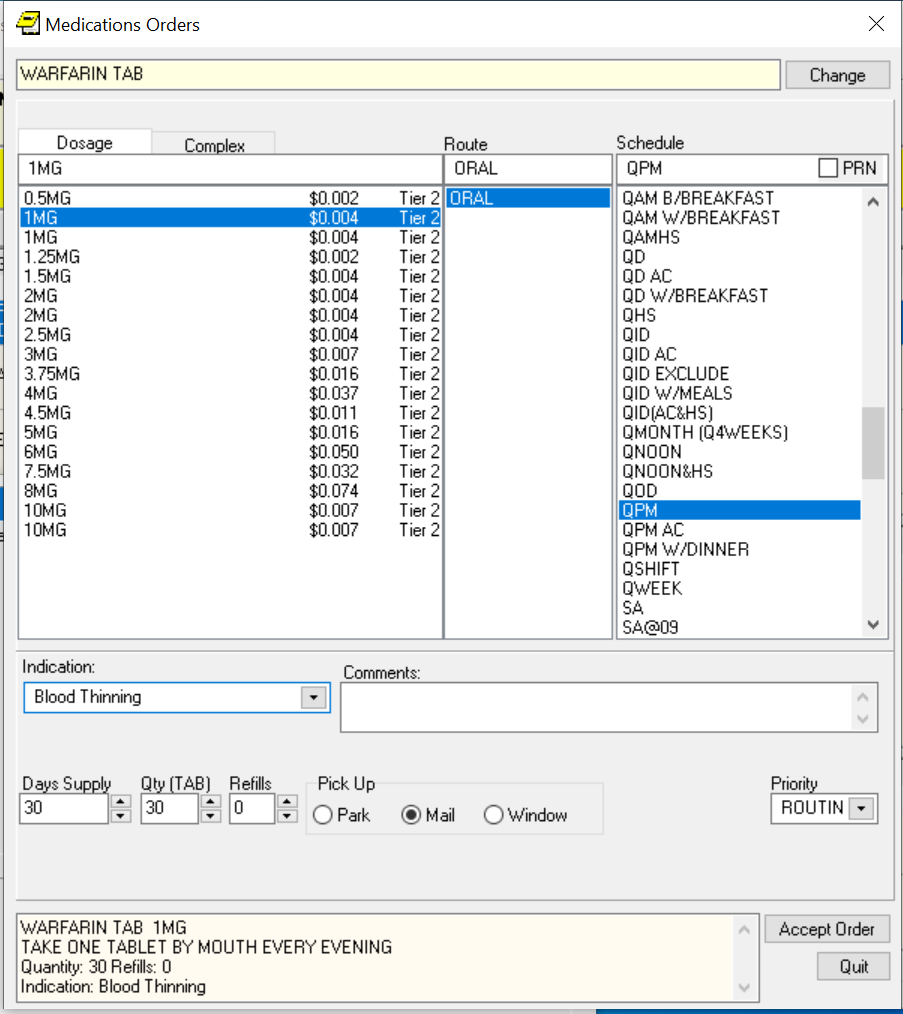 Medications Orders
WARFARIN TAB
Change
Dosage
Complex
Route
Schedule
1MG
ORAL
QPM
PRN
0.5MG $0.002 Tier 2
1MG $0.004 Tier 2
1MG $0.004 Tier 2
1.25MG $0.002 Tier 2
1.5MG $0.004 Tier 2
2MG $0.004 Tier 2
2MG $0.004 Tier 2
2.5MG $0.004 Tier 2
3MG $0.007 Tier 2
3.75MG $0.016 Tier 2
4MG $0.037 Tier 2
4.5MG $0.011 Tier 2
5MG $0.016 Tier 2
6MG $0.050 Tier 2
7.5MG $0.032 Tier 2
8MG $0.074 Tier 2
10MG $0.007 Tier 2
10MG $0.007 Tier 2
ORAL
QAM B/BREAKFAST
QAM W/BREAKFAST
QAMHS
QD
QD AC
QD W/BREAKFAST
QHS
QID
QID AC
QID EXCLUDE
QID W/MEALS
QID(AC&HS)
QMONTH (Q4WEEKS)
QNOON
QNOON&HS
QOD
QPM
QPM AC
QPM W/DINNER
QSHIFT
QWEEK
SA
SA@09
Indication:
Blood Thinning
Comments:
Days Supply
30
Qty (TAB)
30
Refills
0
Pick Up
Park
Mail
Window
Priority
ROUTIN
WARFARIN TAB 1MG
TAKE ONE TABLET BY MOUTH EVERY EVENING
Quantity: 30 Refills: 0
Indication: Blood Thinning
Accept Order
Quit